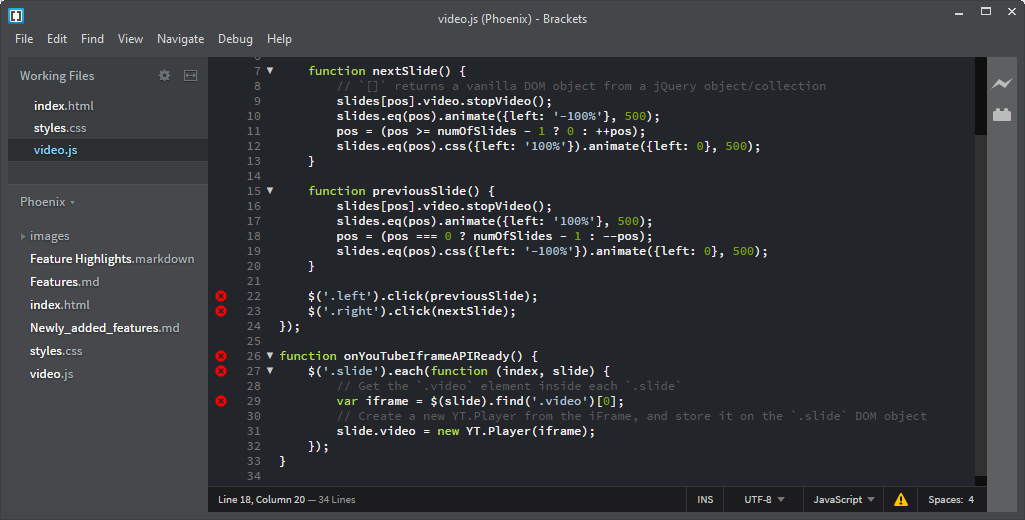 video.js (Phoenix) - Brackets
File Edit Find View Navigate Debug Help
Working Files
index.html
styles.css
video.js
Phoenix
images
Feature Highlights.markdown
Features.md
index.html
Newly_added_features.md
styles.css
video.js
7 function nextSlide() {
8 // `[]` returns a vanilla DOM object from a jQuery object/collection
9 slides[pos].video.stopVideo();
10 slides.eq(pos).animate({left: '-100%'}, 500);
11 pos = (pos >= numOfSlides - 1 ? 0 : ++pos);
12 slides.eq(pos).css({left: '100%'}).animate({left: 0}, 500);
13 }
14
15 function previousSlide() {
16 slides[pos].video.stopVideo();
17 slides.eq(pos).animate({left: '100%'}, 500);
18 pos = (pos === 0 ? numOfSlides - 1 : --pos);
19 slides.eq(pos).css({left: '-100%'}).animate({left: 0}, 500);
20 }
21
22 $('.left').click(previousSlide);
23 $('.right').click(nextSlide);
24 });
25
26 function onYouTubeIframeAPIReady() {
27 $('.slide').each(function (index, slide) {
28 // Get the `.video` element inside each `.slide`
29 var iframe = $(slide).find('.video')[0];
30 // Create a new YT.Player from the iFrame, and store it on the `.slide` DOM object
31 slide.video = new YT.Player(iframe);
32 });
33 }
34
Line 18, Column 20 — 34 Lines INS UTF-8 JavaScript Spaces: 4